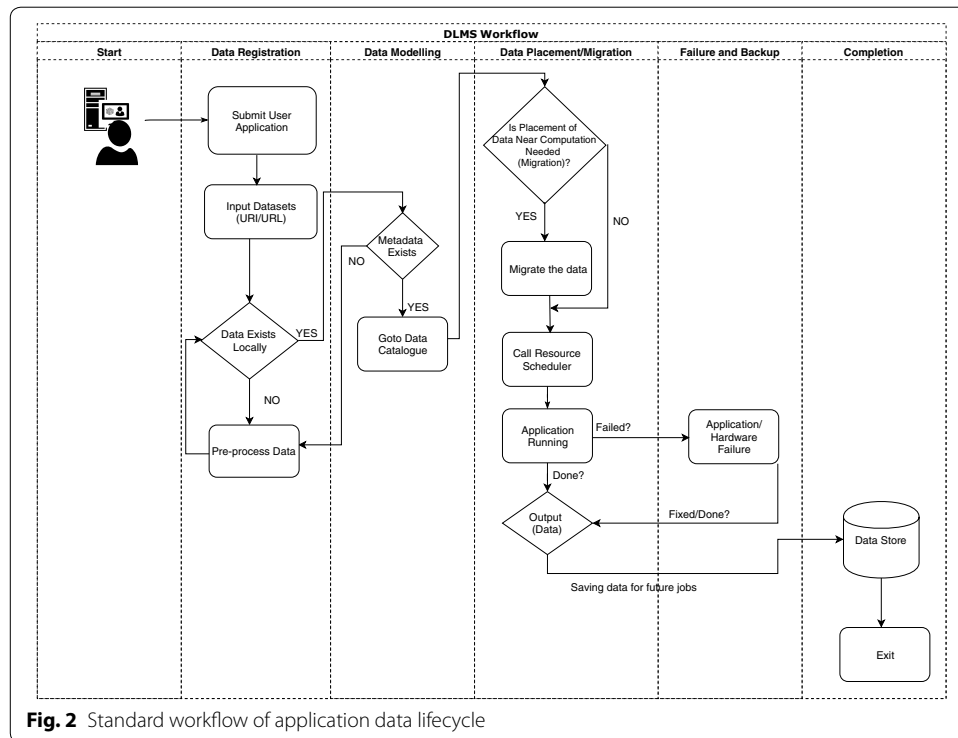 DLMS Workflow
Start
Data Registration
Data Modelling
Data Placement/Migration
Failure and Backup
Completion
Submit User
Application
Input Datasets
(URI/URL)
Data Exists
Locally
YES
NO
Pre-process Data
Metadata
Exists
NO
YES
Goto Data
Catalogue
Is Placement of
Data Near Computation
Needed
(Migration)?
YES
NO
Migrate the data
Call Resource
Scheduler
Application
Running
Failed?
Application/
Hardware
Failure
Done?
Fixed/Done?
Output
(Data)
Saving data for future jobs
Data Store
Exit
Fig. 2 Standard workflow of application data lifecycle